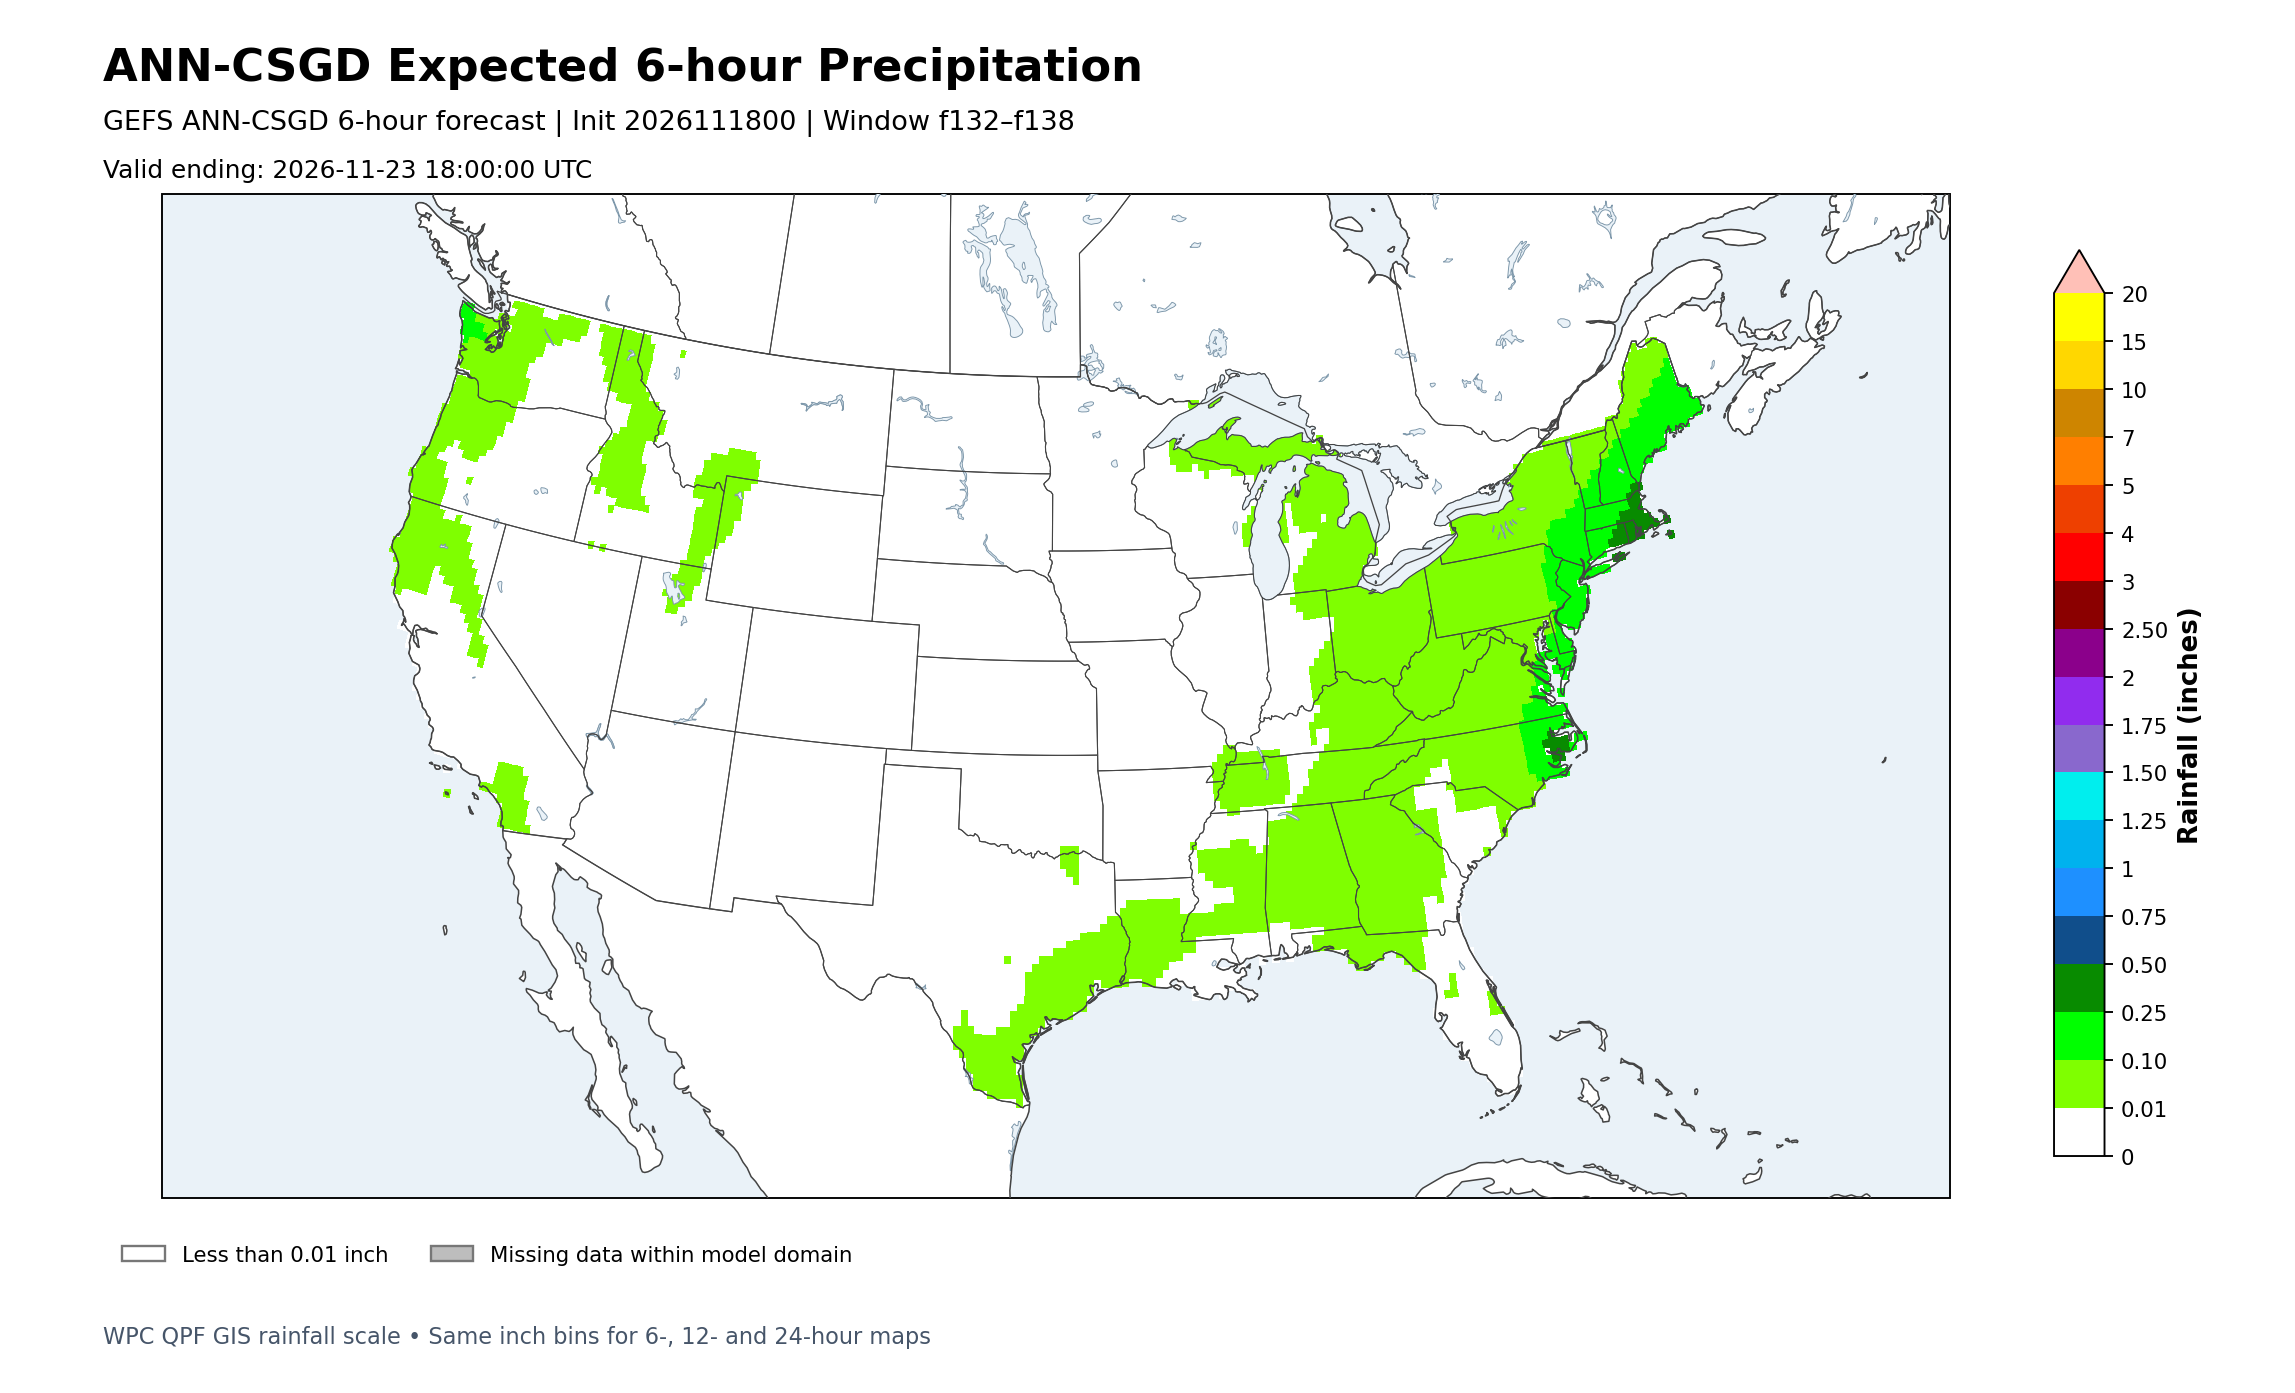 ANN-CSGD Expected 6-hour Precipitation
GEFS ANN-CSGD 6-hour forecast | Init 2026111800 | Window f132–f138
Valid ending: 2026-11-23 18:00:00 UTC
20
15
10
7
5
4
3
2.50
2
1.75
1.50
1.25
1
0.75
0.50
0.25
0.10
0.01
0
Rainfall (inches)
Less than 0.01 inch
Missing data within model domain
WPC QPF GIS rainfall scale • Same inch bins for 6-, 12- and 24-hour maps